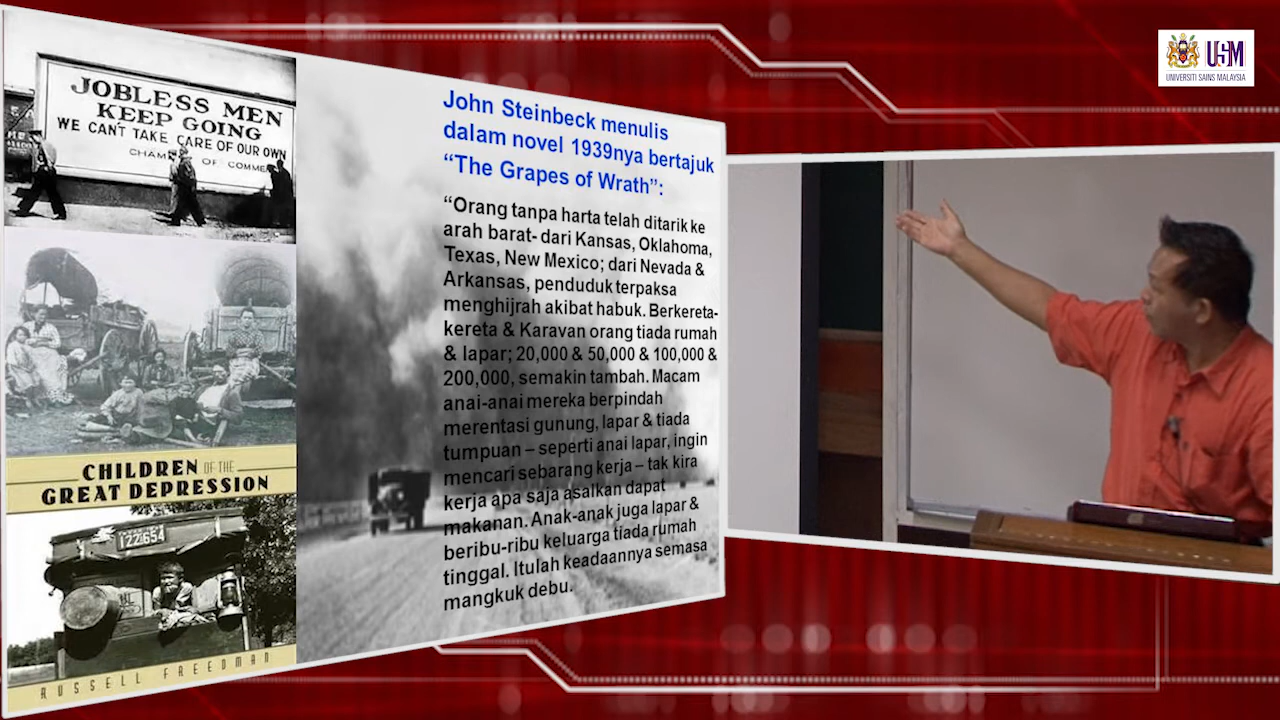 JOBLESS MEN
KEEP GOING
WE CAN'T TAKE CARE OF OUR OWN
CHAM OF COMME
CHILDREN OF THE
GREAT DEPRESSION
122·654
RUSSELL FREEDMAN
John Steinbeck menulis
dalam novel 1939nya bertajuk
“The Grapes of Wrath”:
“Orang tanpa harta telah ditarik ke
arah barat- dari Kansas, Oklahoma,
Texas, New Mexico; dari Nevada &
Arkansas, penduduk terpaksa
menghijrah akibat habuk. Berkereta-
kereta & Karavan orang tiada rumah
& lapar; 20,000 & 50,000 & 100,000 &
200,000, semakin tambah. Macam
anai-anai mereka berpindah
merentasi gunung, lapar & tiada
tumpuan – seperti anai lapar, ingin
mencari sebarang kerja – tak kira
kerja apa saja asalkan dapat
makanan. Anak-anak juga lapar &
beribu-ribu keluarga tiada rumah
tinggal. Itulah keadaannya semasa
mangkuk debu.
USM
UNIVERSITI SAINS MALAYSIA